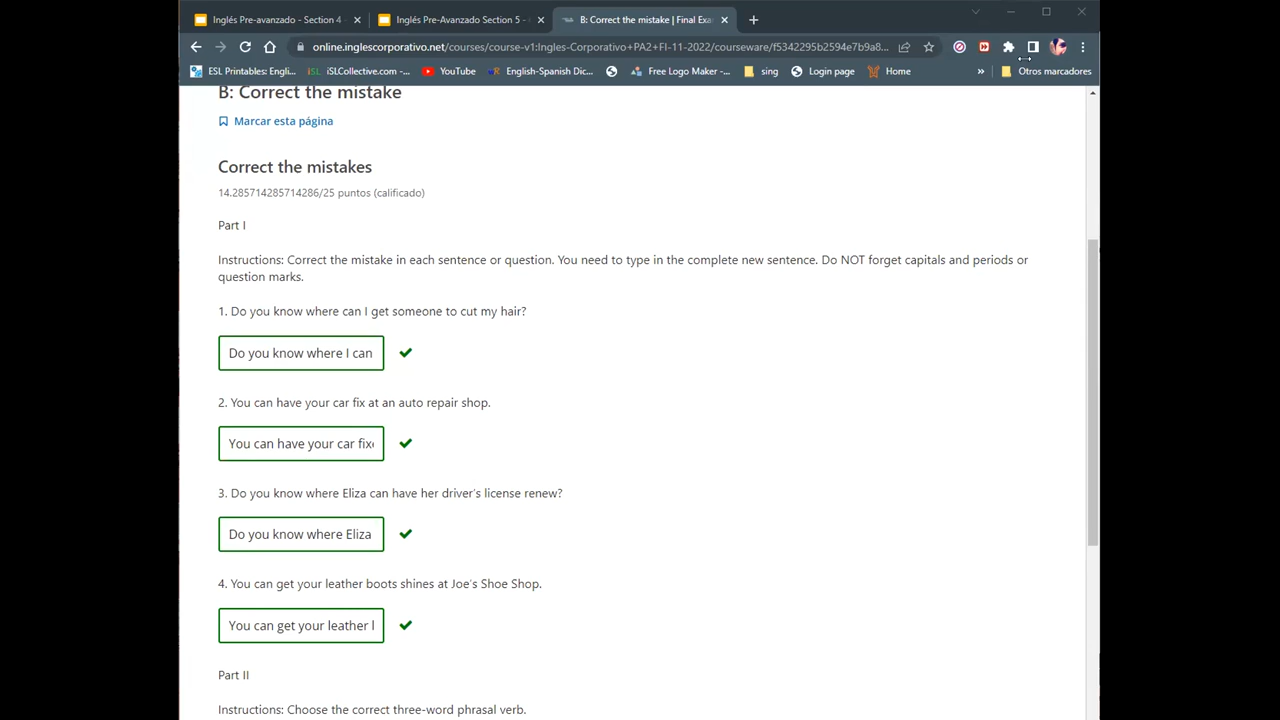 Inglés Pre-avanzado - Section 4 -
Inglés Pre-Avanzado Section 5 -
B: Correct the mistake | Final Exa
online.inglescorporativo.net/courses/course-v1:Ingles-Corporativo+PA2+FI-11-2022/courseware/f5342295b2594e7b9a8...
ESL Printables: Engli...
iSL
iSLCollective.com -...
YouTube
English-Spanish Dic...
Free Logo Maker -...
sing
Login page
Home
»
Otros marcadores
B: Correct the mistake
Marcar esta página
Correct the mistakes
14.285714285714286/25 puntos (calificado)
Part I
Instructions: Correct the mistake in each sentence or question. You need to type in the complete new sentence. Do NOT forget capitals and periods or
question marks.
1. Do you know where can I get someone to cut my hair?
Do you know where I can
2. You can have your car fix at an auto repair shop.
You can have your car fixe
3. Do you know where Eliza can have her driver´s license renew?
Do you know where Eliza
4. You can get your leather boots shines at Joe's Shoe Shop.
You can get your leather
Part II
Instructions: Choose the correct three-word phrasal verb.